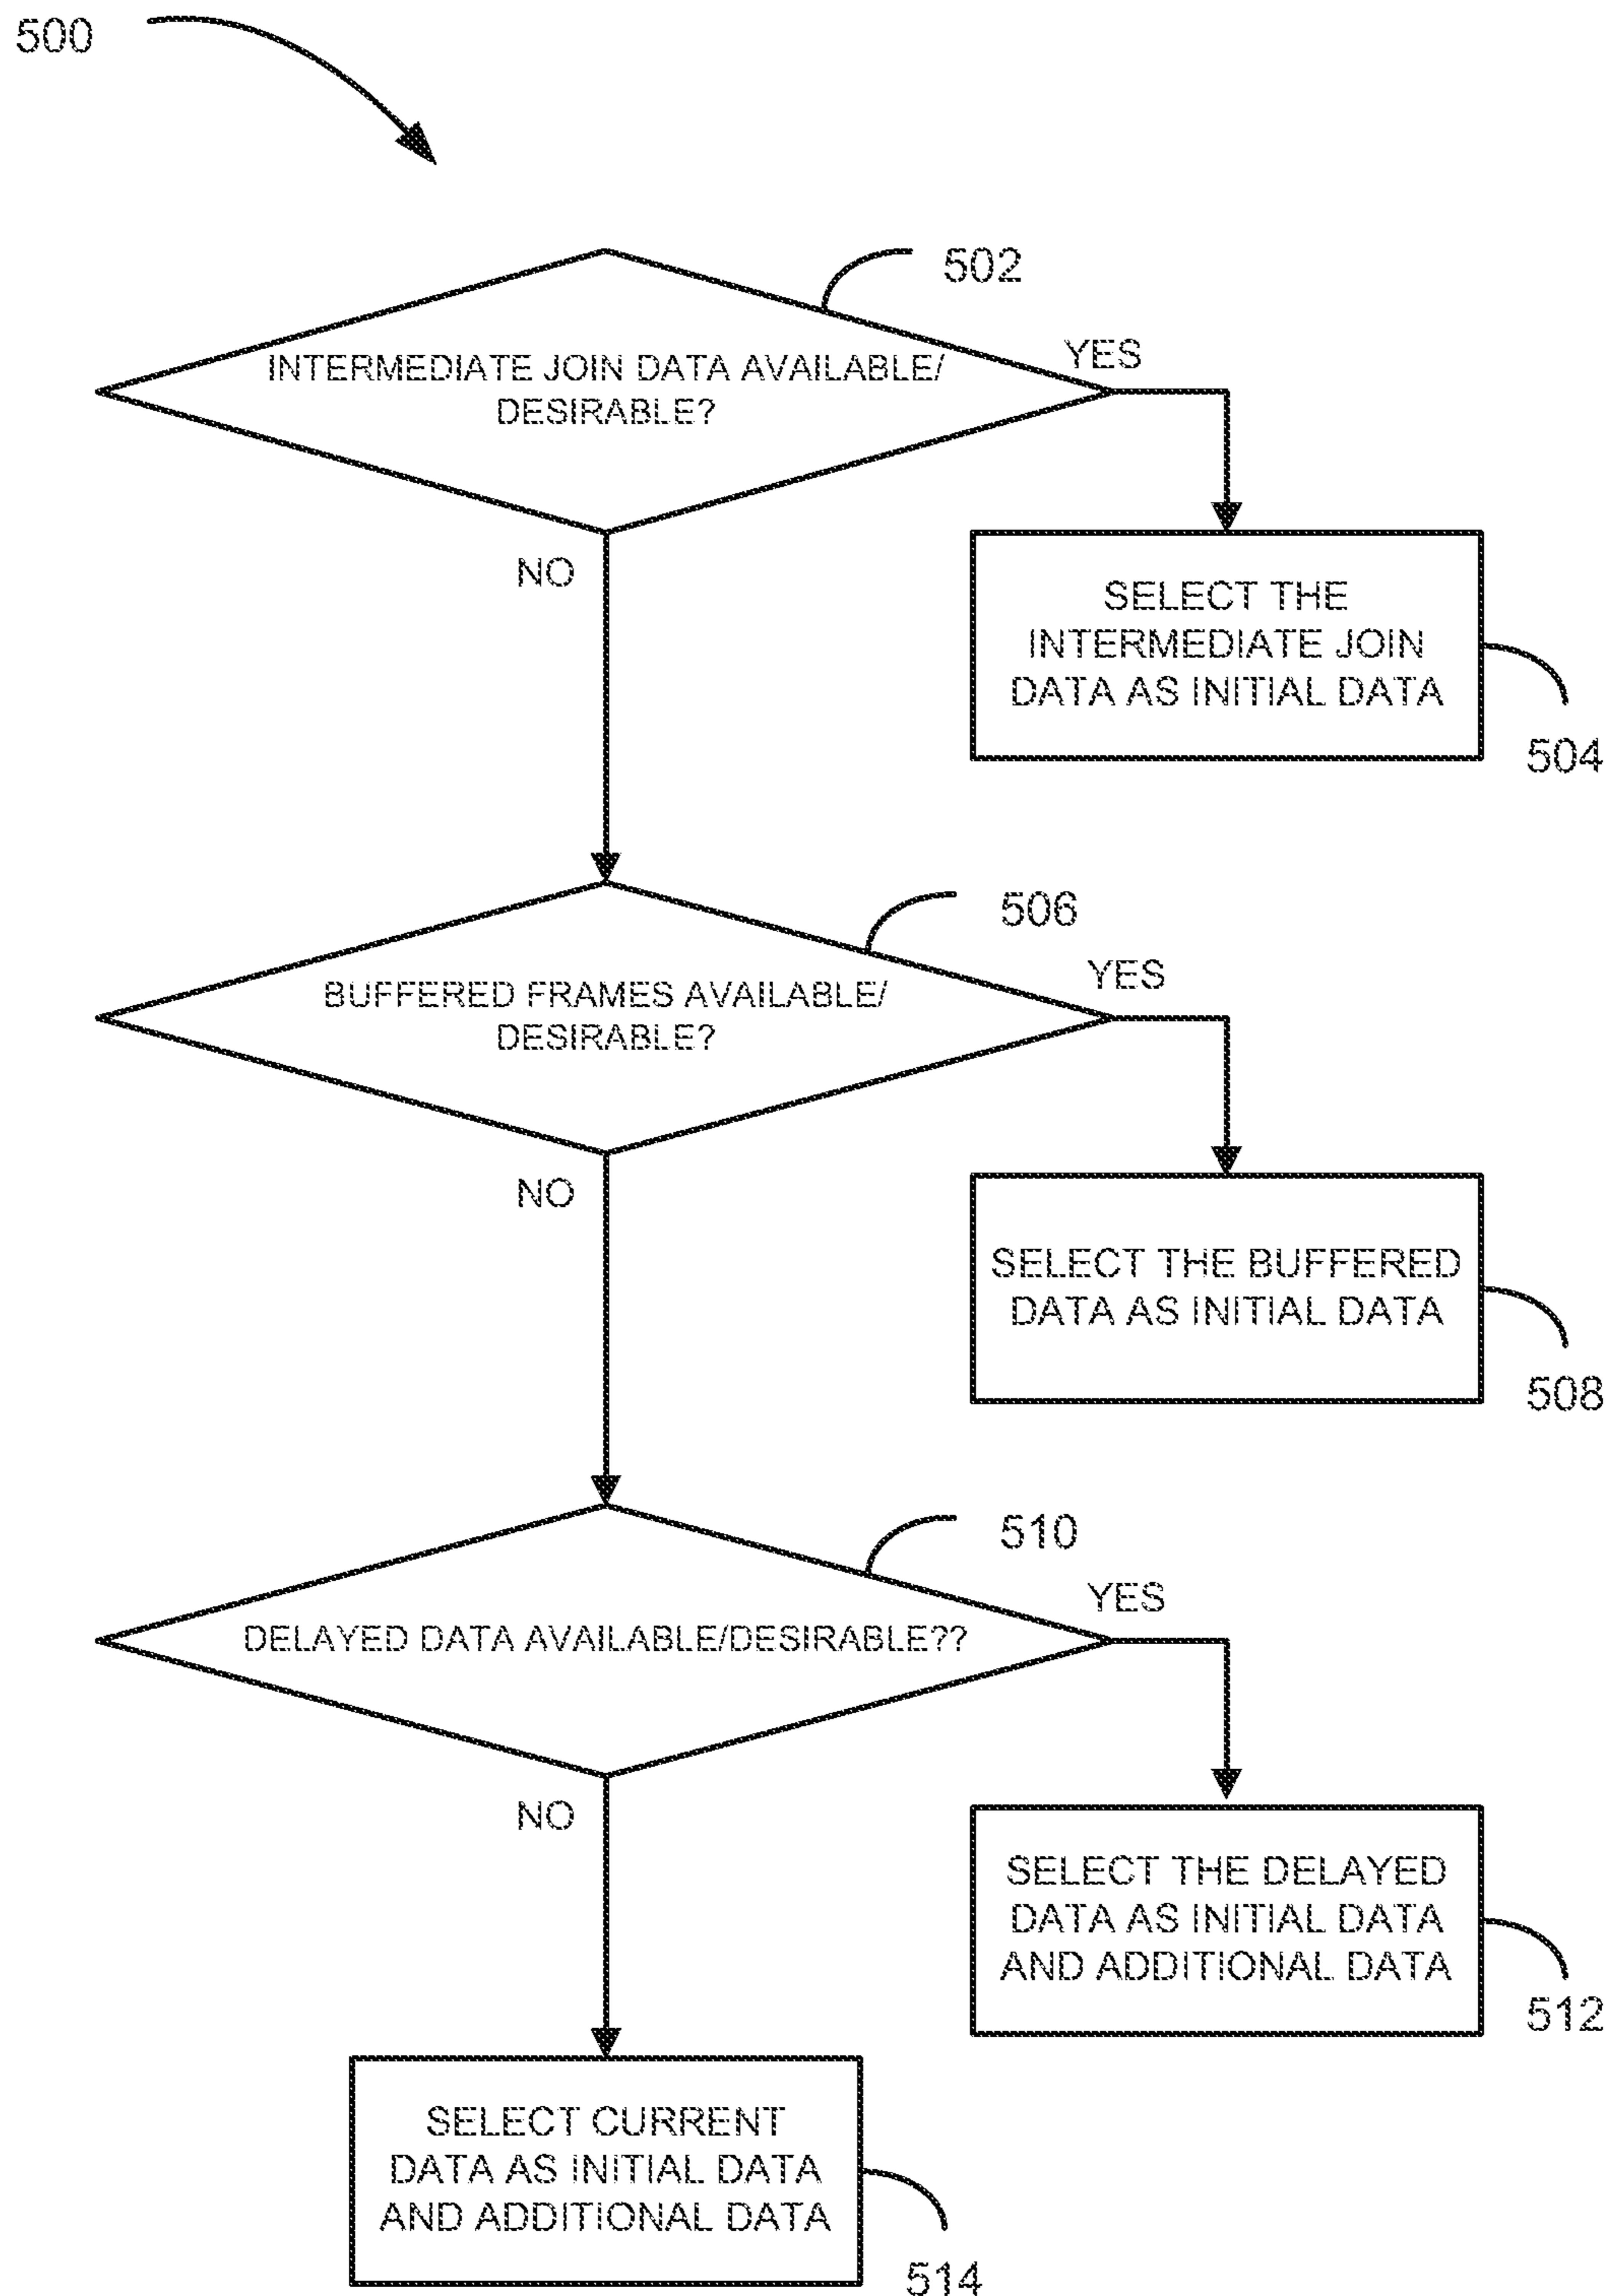 500
502
INTERMEDIATE JOIN DATA AVAILABLE/
DESIRABLE?
YES
NO
SELECT THE
INTERMEDIATE JOIN
DATA AS INITIAL DATA
504
506
BUFFERED FRAMES AVAILABLE/
DESIRABLE?
YES
NO
SELECT THE BUFFERED
DATA AS INITIAL DATA
508
510
DELAYED DATA AVAILABLE/DESIRABLE??
YES
NO
SELECT THE DELAYED
DATA AS INITIAL DATA
AND ADDITIONAL DATA
512
SELECT CURRENT
DATA AS INITIAL DATA
AND ADDITIONAL DATA
514